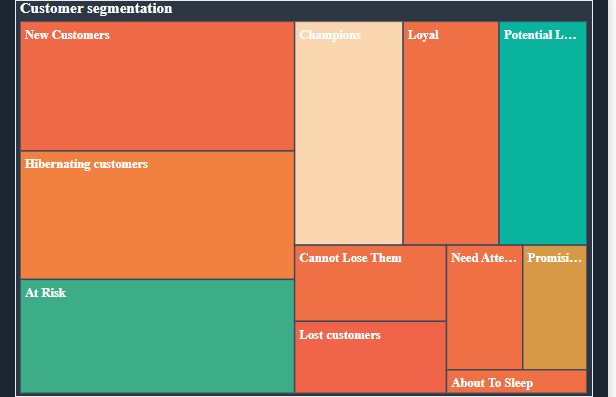 Customer segmentation
New Customers
Champions
Loyal
Potential L...
Hibernating customers
Cannot Lose Them
Need Atte...
Promisi...
At Risk
Lost customers
About To Sleep